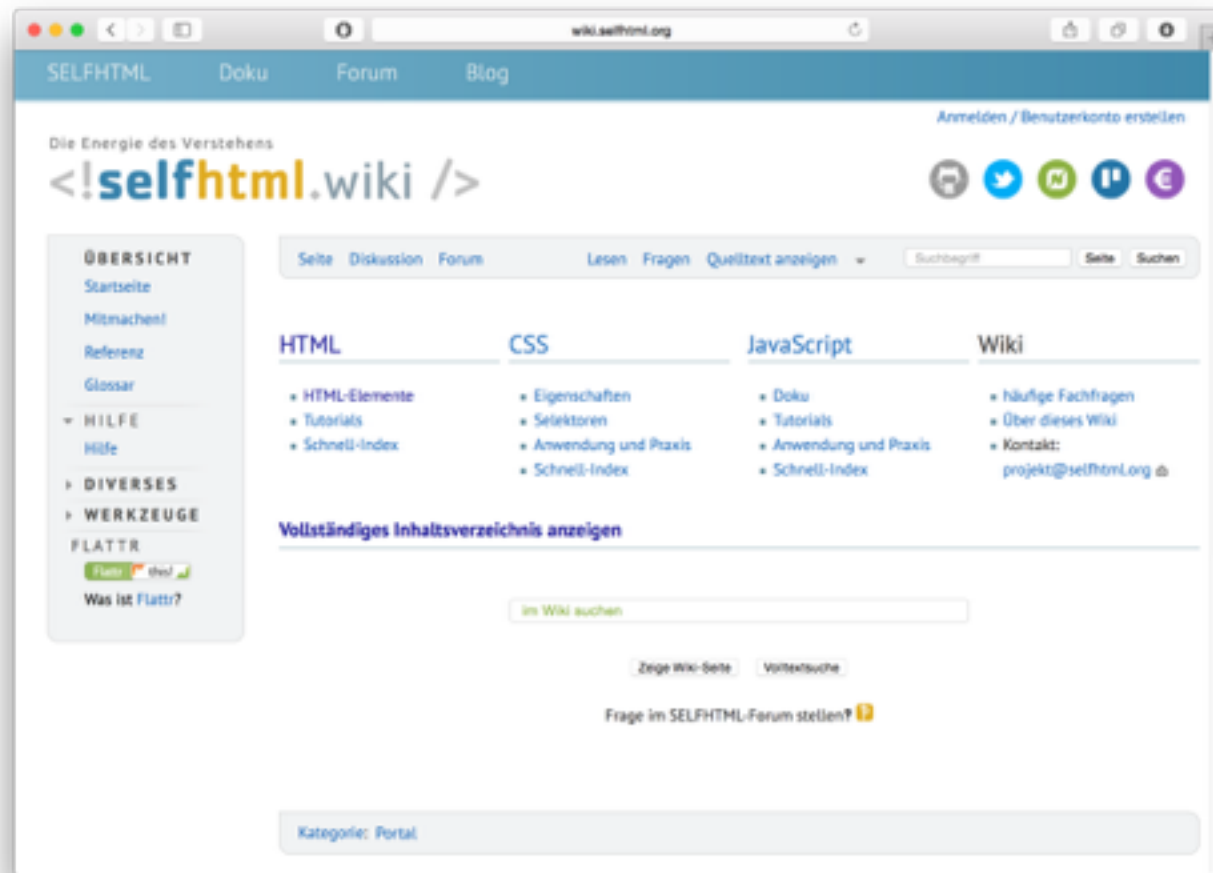 wiki.selfhtml.org
SELFHTML Doku Forum Blog
Anmelden / Benutzerkonto erstellen
Die Energie des Verstehens
<!selfhtml.wiki />
ÜBERSICHT
Startseite
Mitmachen!
Referenz
Glossar
HILFE
Hilfe
DIVERSES
WERKZEUGE
FLATTR
Flattr this!
Was ist Flattr?
Seite Diskussion Forum Lesen Fragen Quelltext anzeigen Suchbegriff Seite Suchen
HTML
HTML-Elemente
Tutorials
Schnell-Index
CSS
Eigenschaften
Selektoren
Anwendung und Praxis
Schnell-Index
JavaScript
Doku
Tutorials
Anwendung und Praxis
Schnell-Index
Wiki
häufige Fachfragen
Über dieses Wiki
Kontakt:
projekt@selfhtml.org
Vollständiges Inhaltsverzeichnis anzeigen
im Wiki suchen
Zeige Wiki-Seite Volltextsuche
Frage im SELFHTML-Forum stellen?
Kategorie: Portal